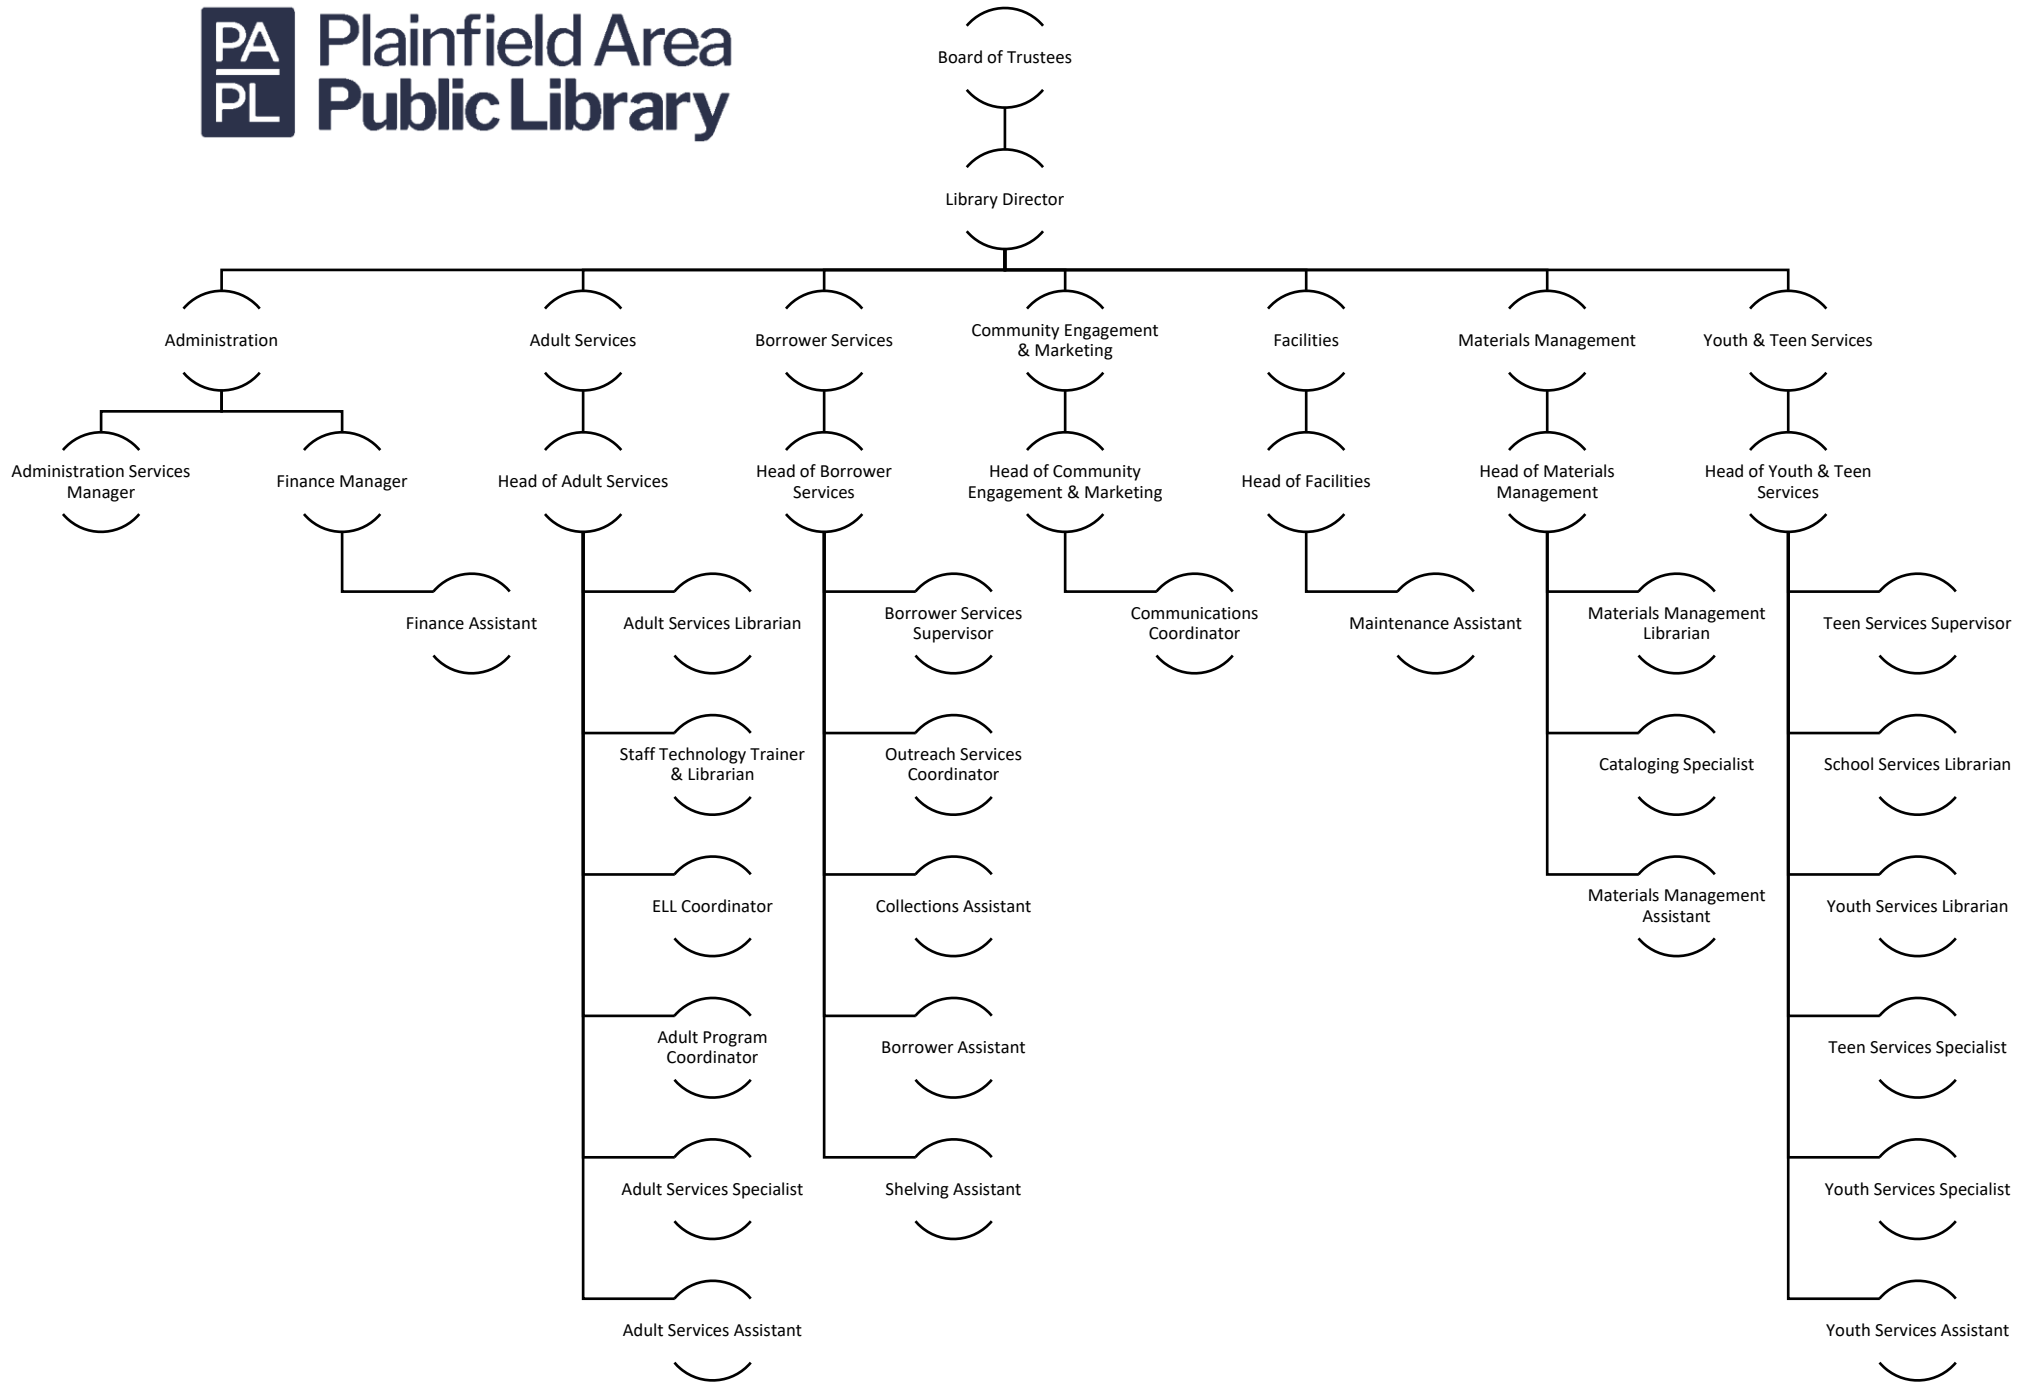 PA
PL
Plainfield Area
Public Library
Board of Trustees
Library Director
Administration
Adult Services
Borrower Services
Community Engagement
& Marketing
Facilities
Materials Management
Youth & Teen Services
Administration Services
Manager
Finance Manager
Head of Adult Services
Head of Borrower
Services
Head of Community
Engagement & Marketing
Head of Facilities
Head of Materials
Management
Head of Youth & Teen
Services
Finance Assistant
Adult Services Librarian
Borrower Services
Supervisor
Communications
Coordinator
Maintenance Assistant
Materials Management
Librarian
Teen Services Supervisor
Staff Technology Trainer
& Librarian
Outreach Services
Coordinator
Cataloging Specialist
School Services Librarian
ELL Coordinator
Collections Assistant
Materials Management
Assistant
Youth Services Librarian
Adult Program
Coordinator
Borrower Assistant
Teen Services Specialist
Adult Services Specialist
Shelving Assistant
Youth Services Specialist
Adult Services Assistant
Youth Services Assistant